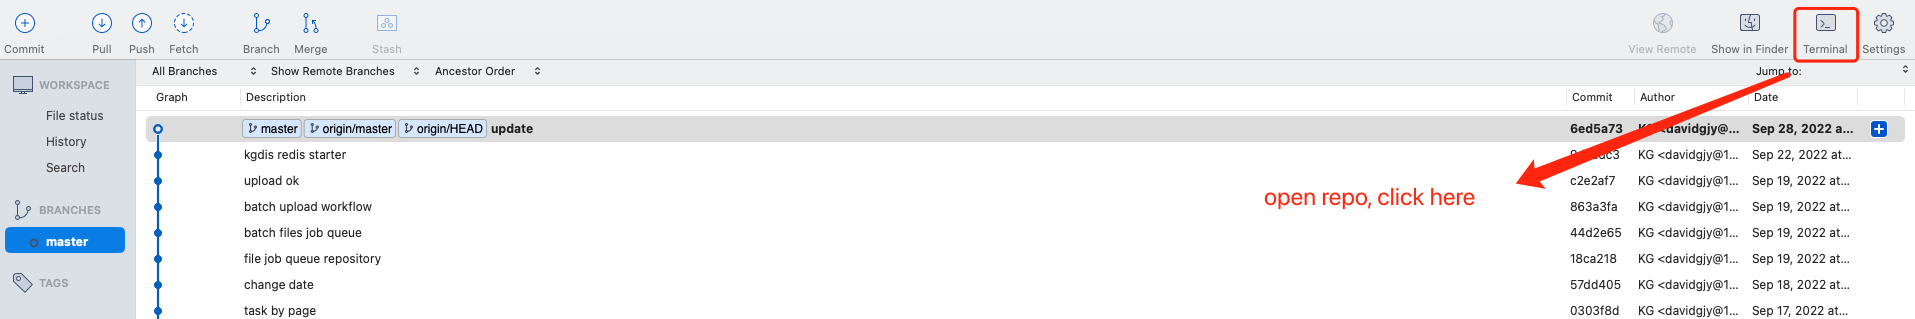 Commit Pull Push Fetch Branch Merge Stash View Remote Show in Finder Terminal Settings
All Branches Show Remote Branches Ancestor Order Jump to:
WORKSPACE
File status
History
Search
BRANCHES
master
TAGS
Graph Description Commit Author Date
master origin/master origin/HEAD update 6ed5a73 KG <davidgjy@... Sep 28, 2022 a...
kgdis redis starter KG <davidgjy@1... Sep 22, 2022 at...
upload ok c2e2af7 KG <davidgjy@1... Sep 19, 2022 at...
batch upload workflow 863a3fa KG <davidgjy@1... Sep 19, 2022 at...
batch files job queue 44d2e65 KG <davidgjy@1... Sep 19, 2022 at...
file job queue repository 18ca218 KG <davidgjy@1... Sep 19, 2022 at...
change date 57dd405 KG <davidgjy@1... Sep 18, 2022 at...
task by page 0303f8d KG <davidgjy@1... Sep 17, 2022 at...
open repo, click here